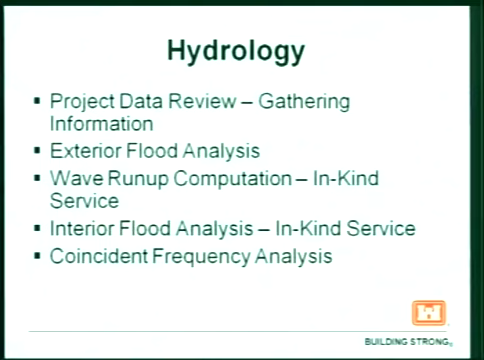 Hydrology
▪ Project Data Review – Gathering
Information
▪ Exterior Flood Analysis
▪ Wave Runup Computation – In-Kind
Service
▪ Interior Flood Analysis – In-Kind Service
▪ Coincident Frequency Analysis
BUILDING STRONG®